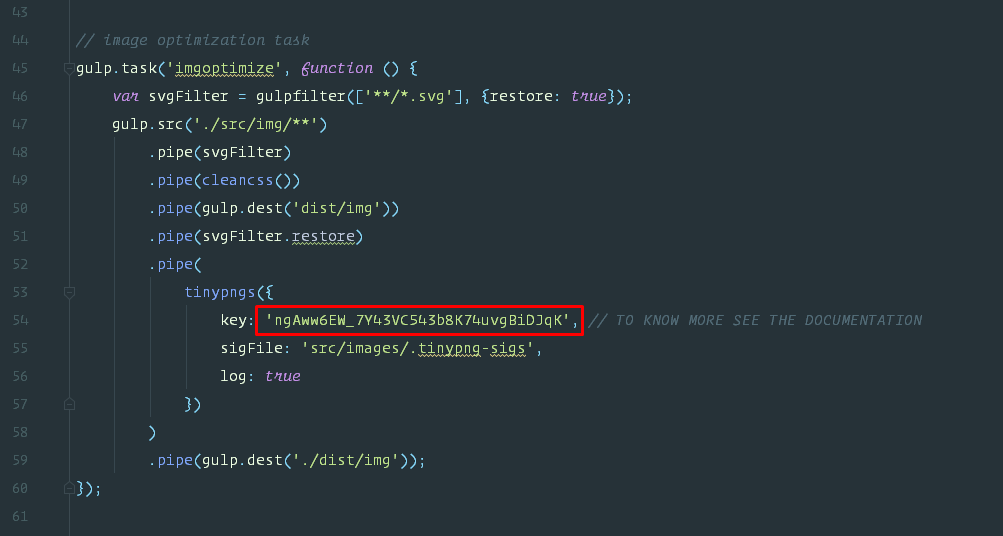 43
44 // image optimization task
45 gulp.task('imgoptimize', function () {
46 var svgFilter = gulpfilter(['**/*.svg'], {restore: true});
47 gulp.src('./src/img/**')
48 .pipe(svgFilter)
49 .pipe(cleancss())
50 .pipe(gulp.dest('dist/img'))
51 .pipe(svgFilter.restore)
52 .pipe(
53 tinypngs({
54 key: 'ngAww6EW_7Y43VC543b8K74uvgBiDJqK', // TO KNOW MORE SEE THE DOCUMENTATION
55 sigFile: 'src/images/.tinypng-sigs',
56 log: true
57 })
58 )
59 .pipe(gulp.dest('./dist/img'));
60 });
61